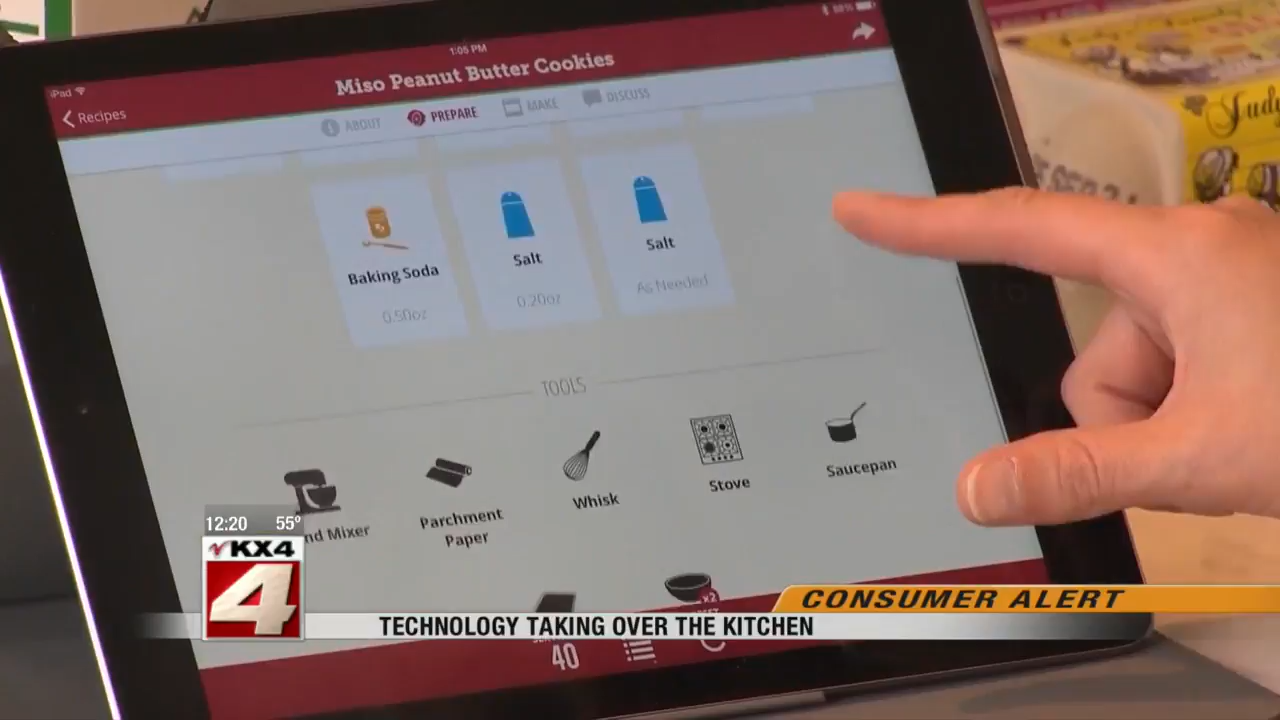 1:05 PM
88%
iPad
Miso Peanut Butter Cookies
Recipes
ABOUT
PREPARE
MAKE
DISCUSS
Baking Soda
0.50oz
Salt
0.20oz
Salt
As Needed
TOOLS
nd Mixer
Parchment
Paper
Whisk
Stove
Saucepan
x2
40
12:20 55°
KX4
4
CONSUMER ALERT
TECHNOLOGY TAKING OVER THE KITCHEN